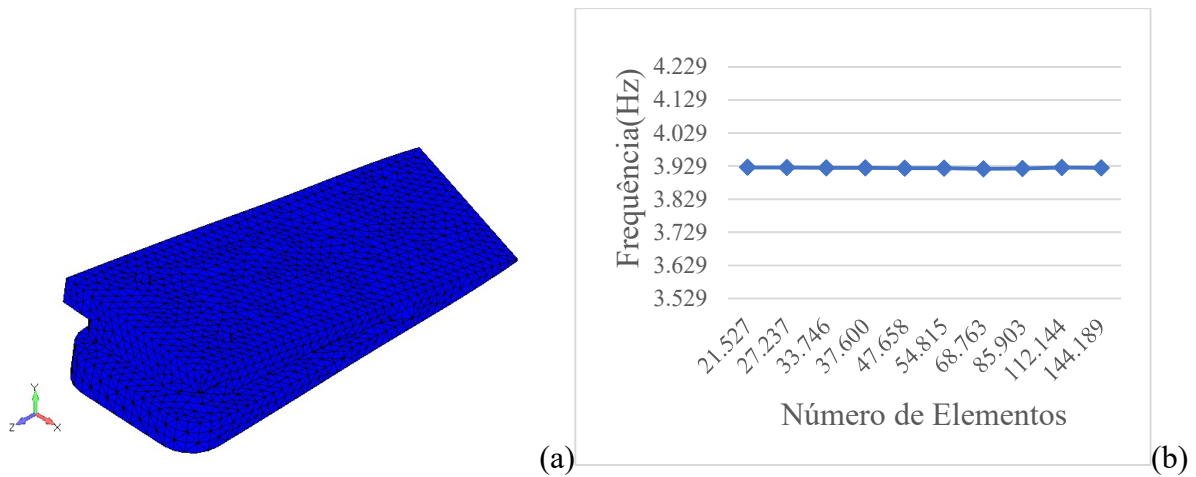 Y
Z
X
(a)
Frequência(Hz)
4.229
4.129
4.029
3.929
3.829
3.729
3.629
3.529
21.527
27.237
33.746
37.600
47.658
54.815
68.763
85.903
112.144
144.189
Número de Elementos
(b)